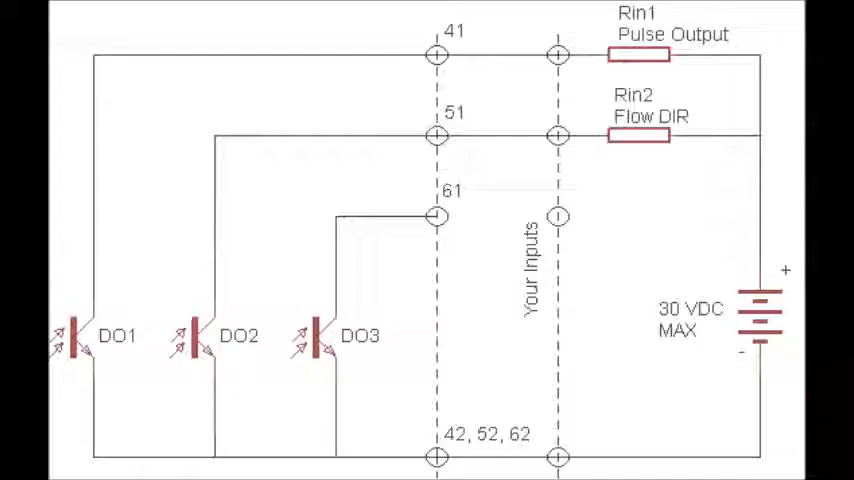 Rin1
Pulse Output
41
Rin2
Flow DIR
51
61
Your Inputs
+
30 VDC
MAX
-
DO1
DO2
DO3
42, 52, 62